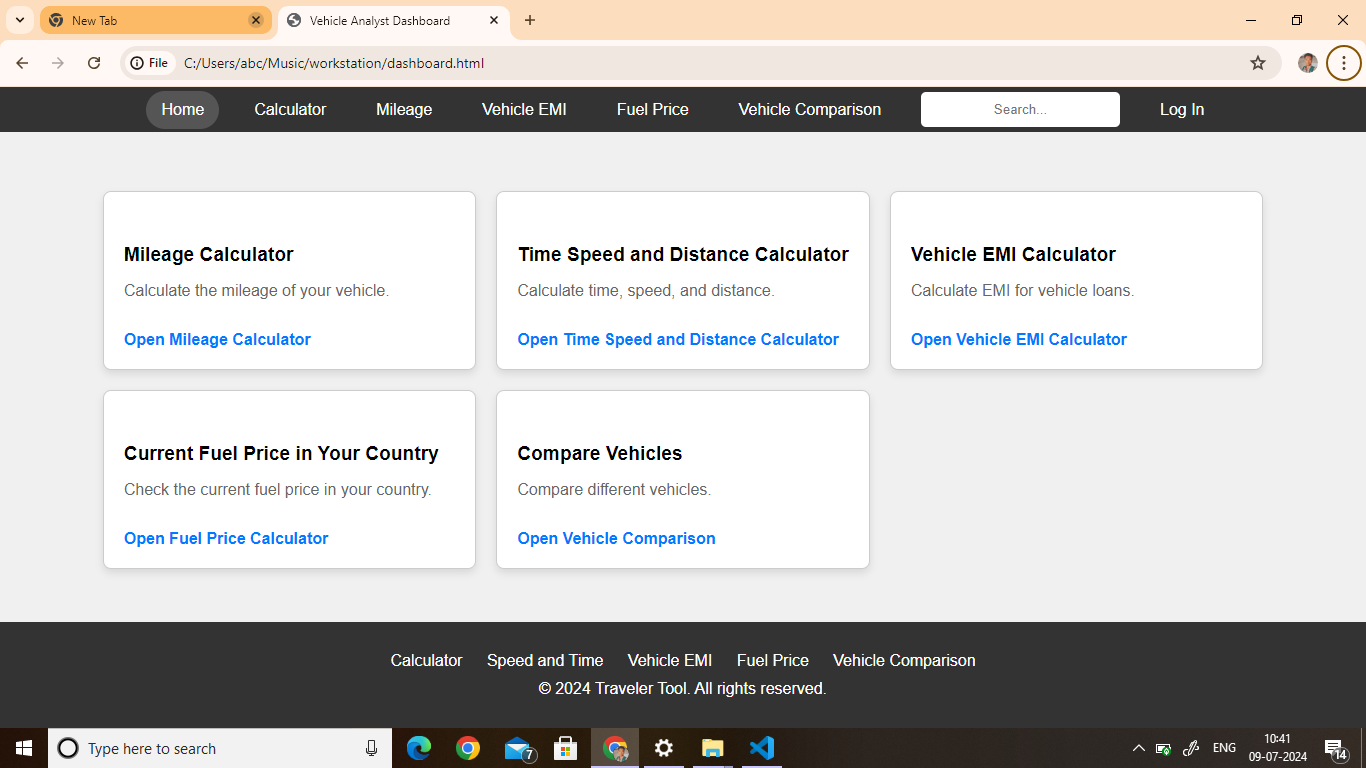 New Tab
Vehicle Analyst Dashboard
File
C:/Users/abc/Music/workstation/dashboard.html
Home Calculator Mileage Vehicle EMI Fuel Price Vehicle Comparison Search... Log In
Mileage Calculator
Calculate the mileage of your vehicle.
Open Mileage Calculator
Time Speed and Distance Calculator
Calculate time, speed, and distance.
Open Time Speed and Distance Calculator
Vehicle EMI Calculator
Calculate EMI for vehicle loans.
Open Vehicle EMI Calculator
Current Fuel Price in Your Country
Check the current fuel price in your country.
Open Fuel Price Calculator
Compare Vehicles
Compare different vehicles.
Open Vehicle Comparison
Calculator Speed and Time Vehicle EMI Fuel Price Vehicle Comparison
© 2024 Traveler Tool. All rights reserved.
Type here to search
7
ENG
10:41
09-07-2024
14